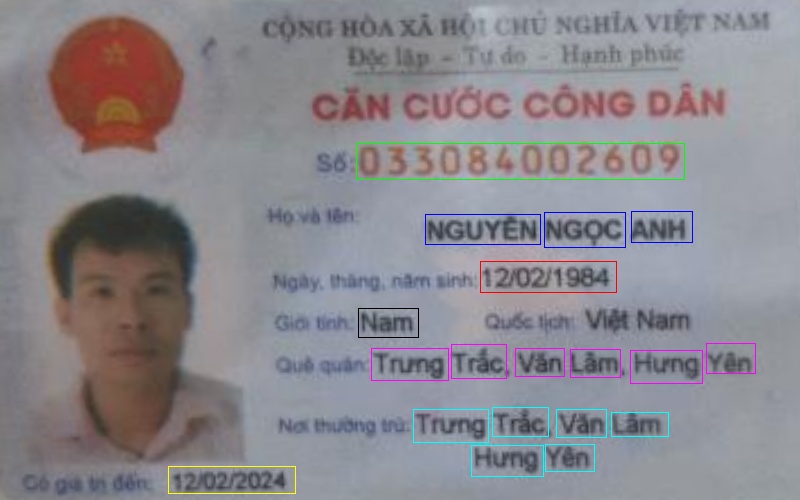 CỘNG HÒA XÃ HỘI CHỦ NGHĨA VIỆT NAM
Độc lập - Tự do - Hạnh phúc
CĂN CƯỚC CÔNG DÂN
Số: 033084002609
Họ và tên: NGUYỄN NGỌC ANH
Ngày, tháng, năm sinh: 12/02/1984
Giới tính: Nam Quốc tịch: Việt Nam
Quê quán: Trưng Trắc, Văn Lâm, Hưng Yên
Nơi thường trú: Trưng Trắc, Văn Lâm
Hưng Yên
Có giá trị đến: 12/02/2024